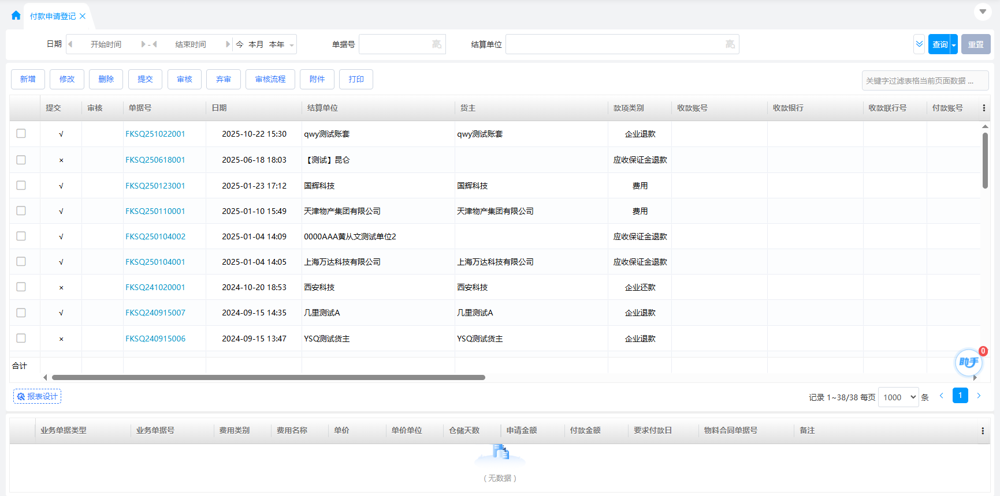 付款申请登记
日期 开始时间 - 结束时间 今 本月 本年 单据号 高 结算单位 高 查询 重置
新增 修改 删除 提交 审核 弃审 审核流程 附件 打印 关键字过滤表格当前页面数据 ...
提交 审核 单据号 日期 结算单位 货主 款项类别 收款账号 收款银行 收款联行号 付款账号
√ FKSQ251022001 2025-10-22 15:30 qwy测试账套 qwy测试账套 企业退款
× FKSQ250618001 2025-06-18 18:03 【测试】昆仑 应收保证金退款
√ FKSQ250123001 2025-01-23 17:12 国辉科技 国辉科技 费用
√ FKSQ250110001 2025-01-10 15:49 天津物产集团有限公司 天津物产集团有限公司 费用
√ FKSQ250104002 2025-01-04 14:09 0000AAA黄从文测试单位2 应收保证金退款
√ FKSQ250104001 2025-01-04 14:05 上海万达科技有限公司 上海万达科技有限公司 应收保证金退款
× FKSQ241020001 2024-10-20 18:53 西安科技 西安科技 企业还款
√ FKSQ240915007 2024-09-15 14:35 几里测试A 几里测试A 企业退款
× FKSQ240915006 2024-09-15 13:47 YSQ测试货主 YSQ测试货主 企业退款
合计
助手 0
报表设计 记录 1~38/38 每页 1000 条 1
业务单据类型 业务单据号 费用类别 费用名称 单价 单价单位 仓储天数 申请金额 付款金额 要求付款日 物料合同单据号 备注
( 无数据 )